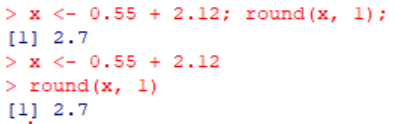 > x <- 0.55 + 2.12; round(x, 1);
[1] 2.7
> x <- 0.55 + 2.12
> round(x, 1)
[1] 2.7